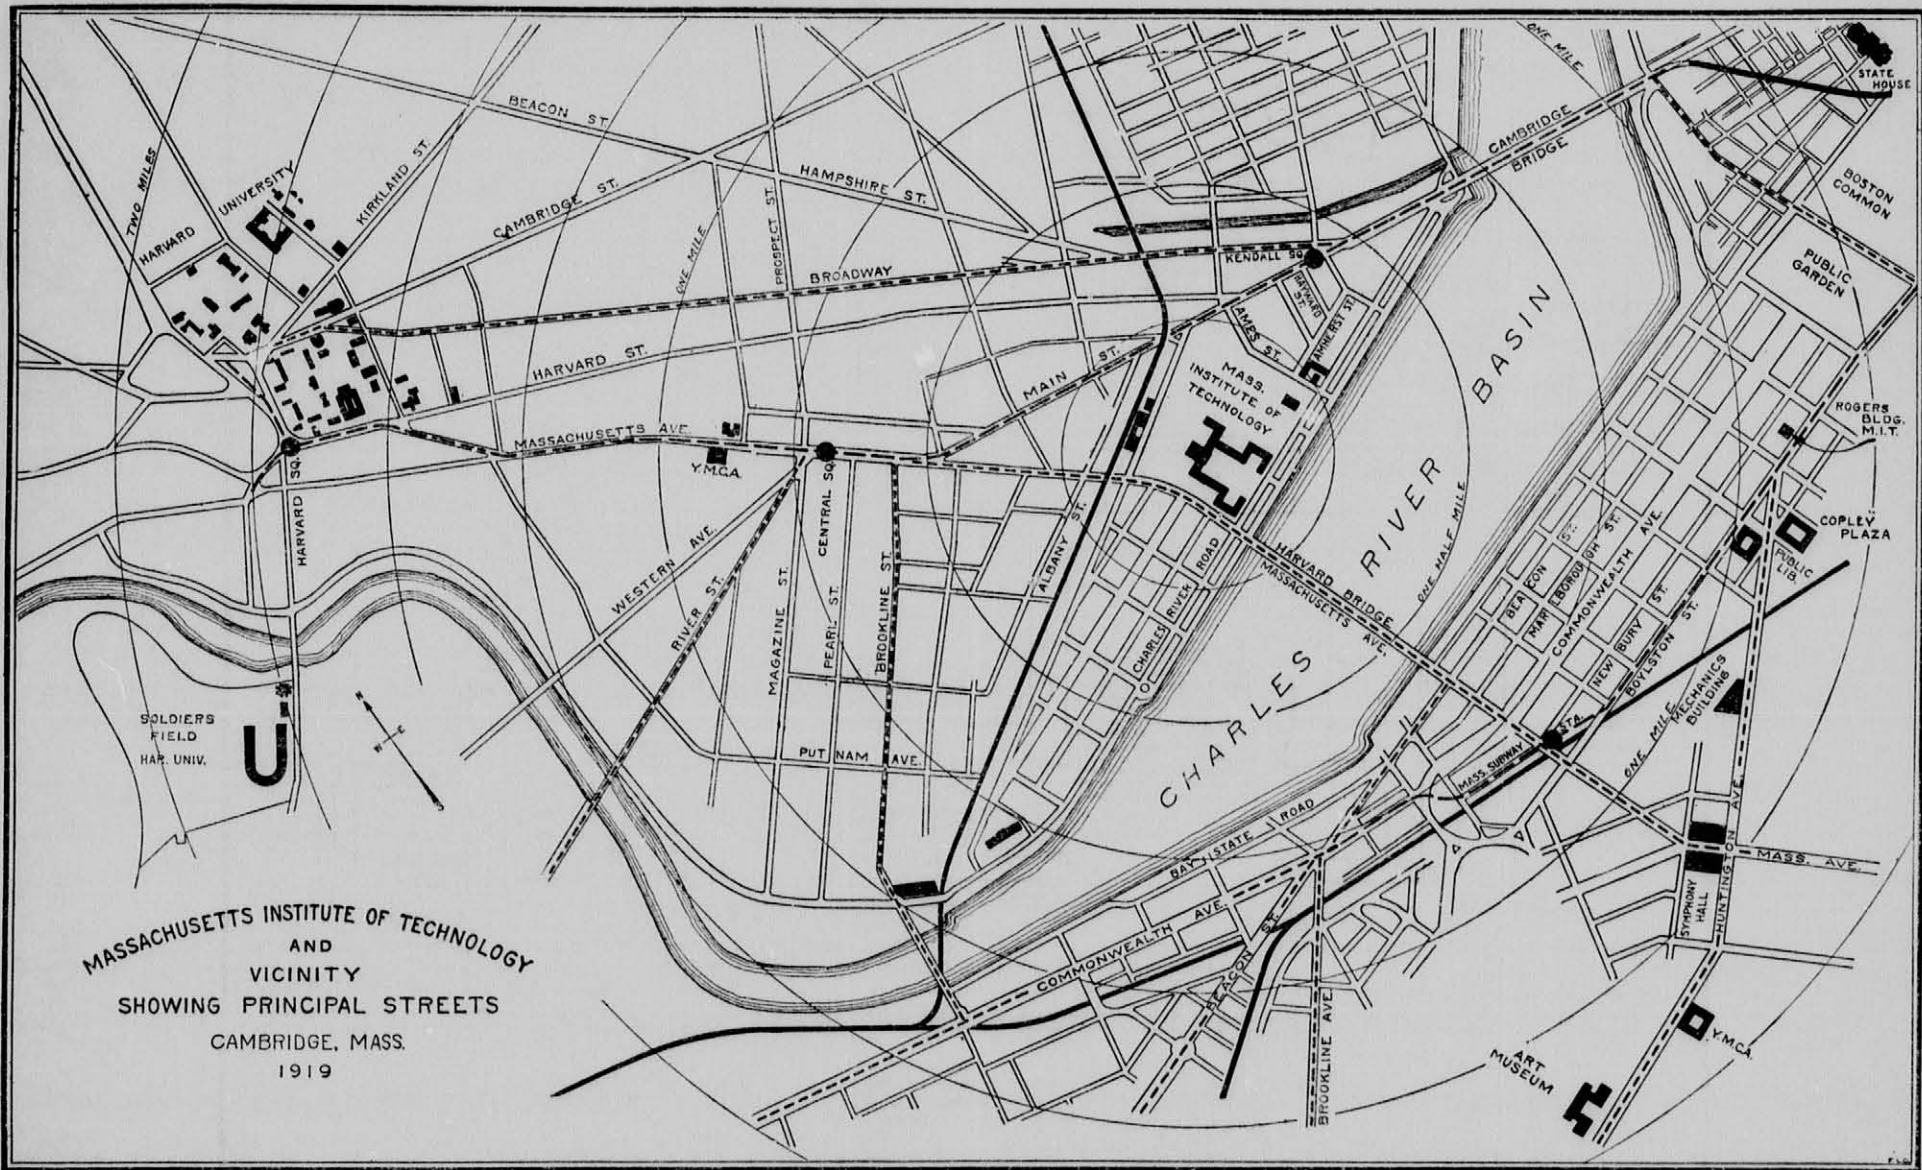 MASSACHUSETTS INSTITUTE OF TECHNOLOGY
AND
VICINITY
SHOWING PRINCIPAL STREETS
CAMBRIDGE, MASS.
1919
TWO MILES
HARVARD
UNIVERSITY
KIRKLAND ST.
BEACON ST.
CAMBRIDGE ST.
HAMPSHIRE ST.
PROSPECT ST.
ONE MILE
BROADWAY
HARVARD ST.
MAIN ST.
MASSACHUSETTS AVE.
Y.M.C.A.
HARVARD SQ.
CENTRAL SQ.
WESTERN AVE.
RIVER ST.
MAGAZINE ST.
PEARL ST.
BROOKLINE ST.
ALBANY ST.
PUTNAM AVE.
SOLDIERS
FIELD
HAR. UNIV.
N
W E
S
KENDALL SQ.
HAYWARD
ST.
AMES ST.
AMHERST ST.
MASS.
INSTITUTE OF
TECHNOLOGY
CHARLES RIVER ROAD
HARVARD BRIDGE
MASSACHUSETTS AVE.
CHARLES RIVER BASIN
ONE HALF MILE
CAMBRIDGE
BRIDGE
ONE MILE
STATE
HOUSE
BOSTON
COMMON
PUBLIC
GARDEN
ROGERS
BLDG.
M.I.T.
COPLEY
PLAZA
PUBLIC
LIB.
BEACON ST.
MARLBOROUGH ST.
COMMONWEALTH AVE.
NEWBURY ST.
BOYLSTON ST.
MECHANICS
BUILDING
ONE MILE
MASS. SUBWAY STA.
BAY STATE ROAD
COMMONWEALTH AVE.
BEACON ST.
BROOKLINE AVE.
MASS. AVE.
SYMPHONY
HALL
HUNTINGTON AVE.
Y.M.C.A.
ART
MUSEUM